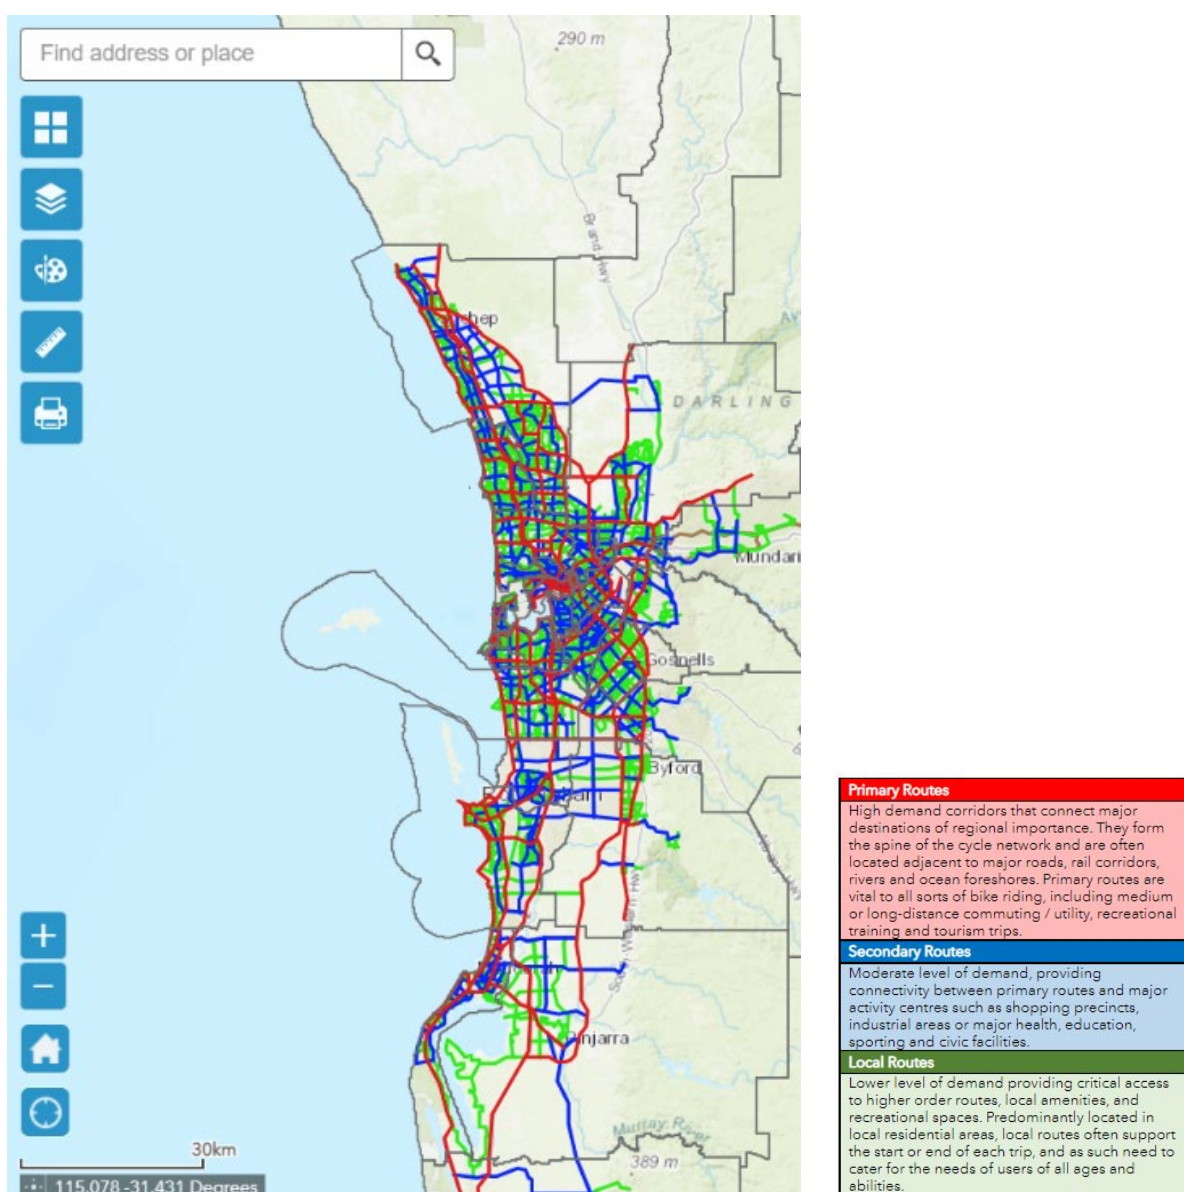 Find address or place
290 m
Brand Hwy
chep
DARLING
Mundari
Gosnells
Byford
South Western Hwy
njarra
Murray River
389 m
30km
115.078 -31.431 Degrees
Primary Routes
High demand corridors that connect major
destinations of regional importance. They form
the spine of the cycle network and are often
located adjacent to major roads, rail corridors,
rivers and ocean foreshores. Primary routes are
vital to all sorts of bike riding, including medium
or long-distance commuting / utility, recreational
training and tourism trips.
Secondary Routes
Moderate level of demand, providing
connectivity between primary routes and major
activity centres such as shopping precincts,
industrial areas or major health, education,
sporting and civic facilities.
Local Routes
Lower level of demand providing critical access
to higher order routes, local amenities, and
recreational spaces. Predominantly located in
local residential areas, local routes often support
the start or end of each trip, and as such need to
cater for the needs of users of all ages and
abilities.